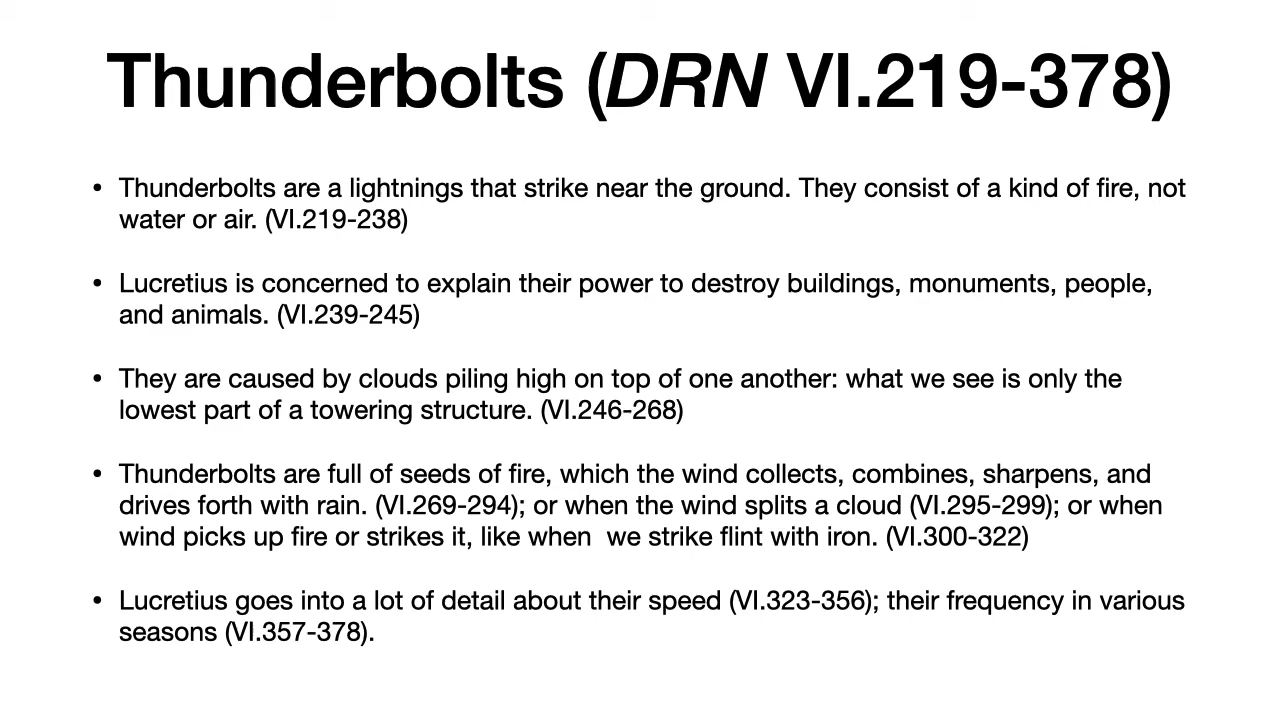 Thunderbolts (DRN VI.219-378)
• Thunderbolts are a lightnings that strike near the ground. They consist of a kind of fire, not
water or air. (VI.219-238)
• Lucretius is concerned to explain their power to destroy buildings, monuments, people,
and animals. (VI.239-245)
• They are caused by clouds piling high on top of one another: what we see is only the
lowest part of a towering structure. (VI.246-268)
• Thunderbolts are full of seeds of fire, which the wind collects, combines, sharpens, and
drives forth with rain. (VI.269-294); or when the wind splits a cloud (VI.295-299); or when
wind picks up fire or strikes it, like when  we strike flint with iron. (VI.300-322)
• Lucretius goes into a lot of detail about their speed (VI.323-356); their frequency in various
seasons (VI.357-378).